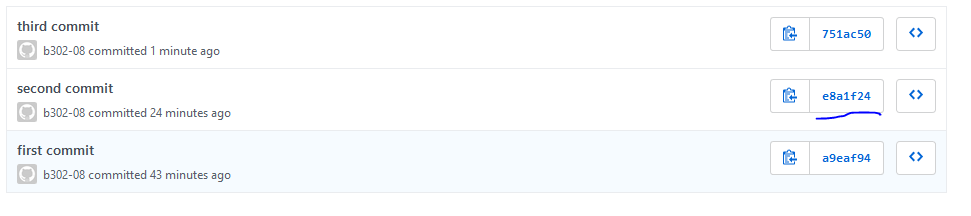 third commit
b302-08 committed 1 minute ago
751ac50
second commit
b302-08 committed 24 minutes ago
e8a1f24
first commit
b302-08 committed 43 minutes ago
a9eaf94